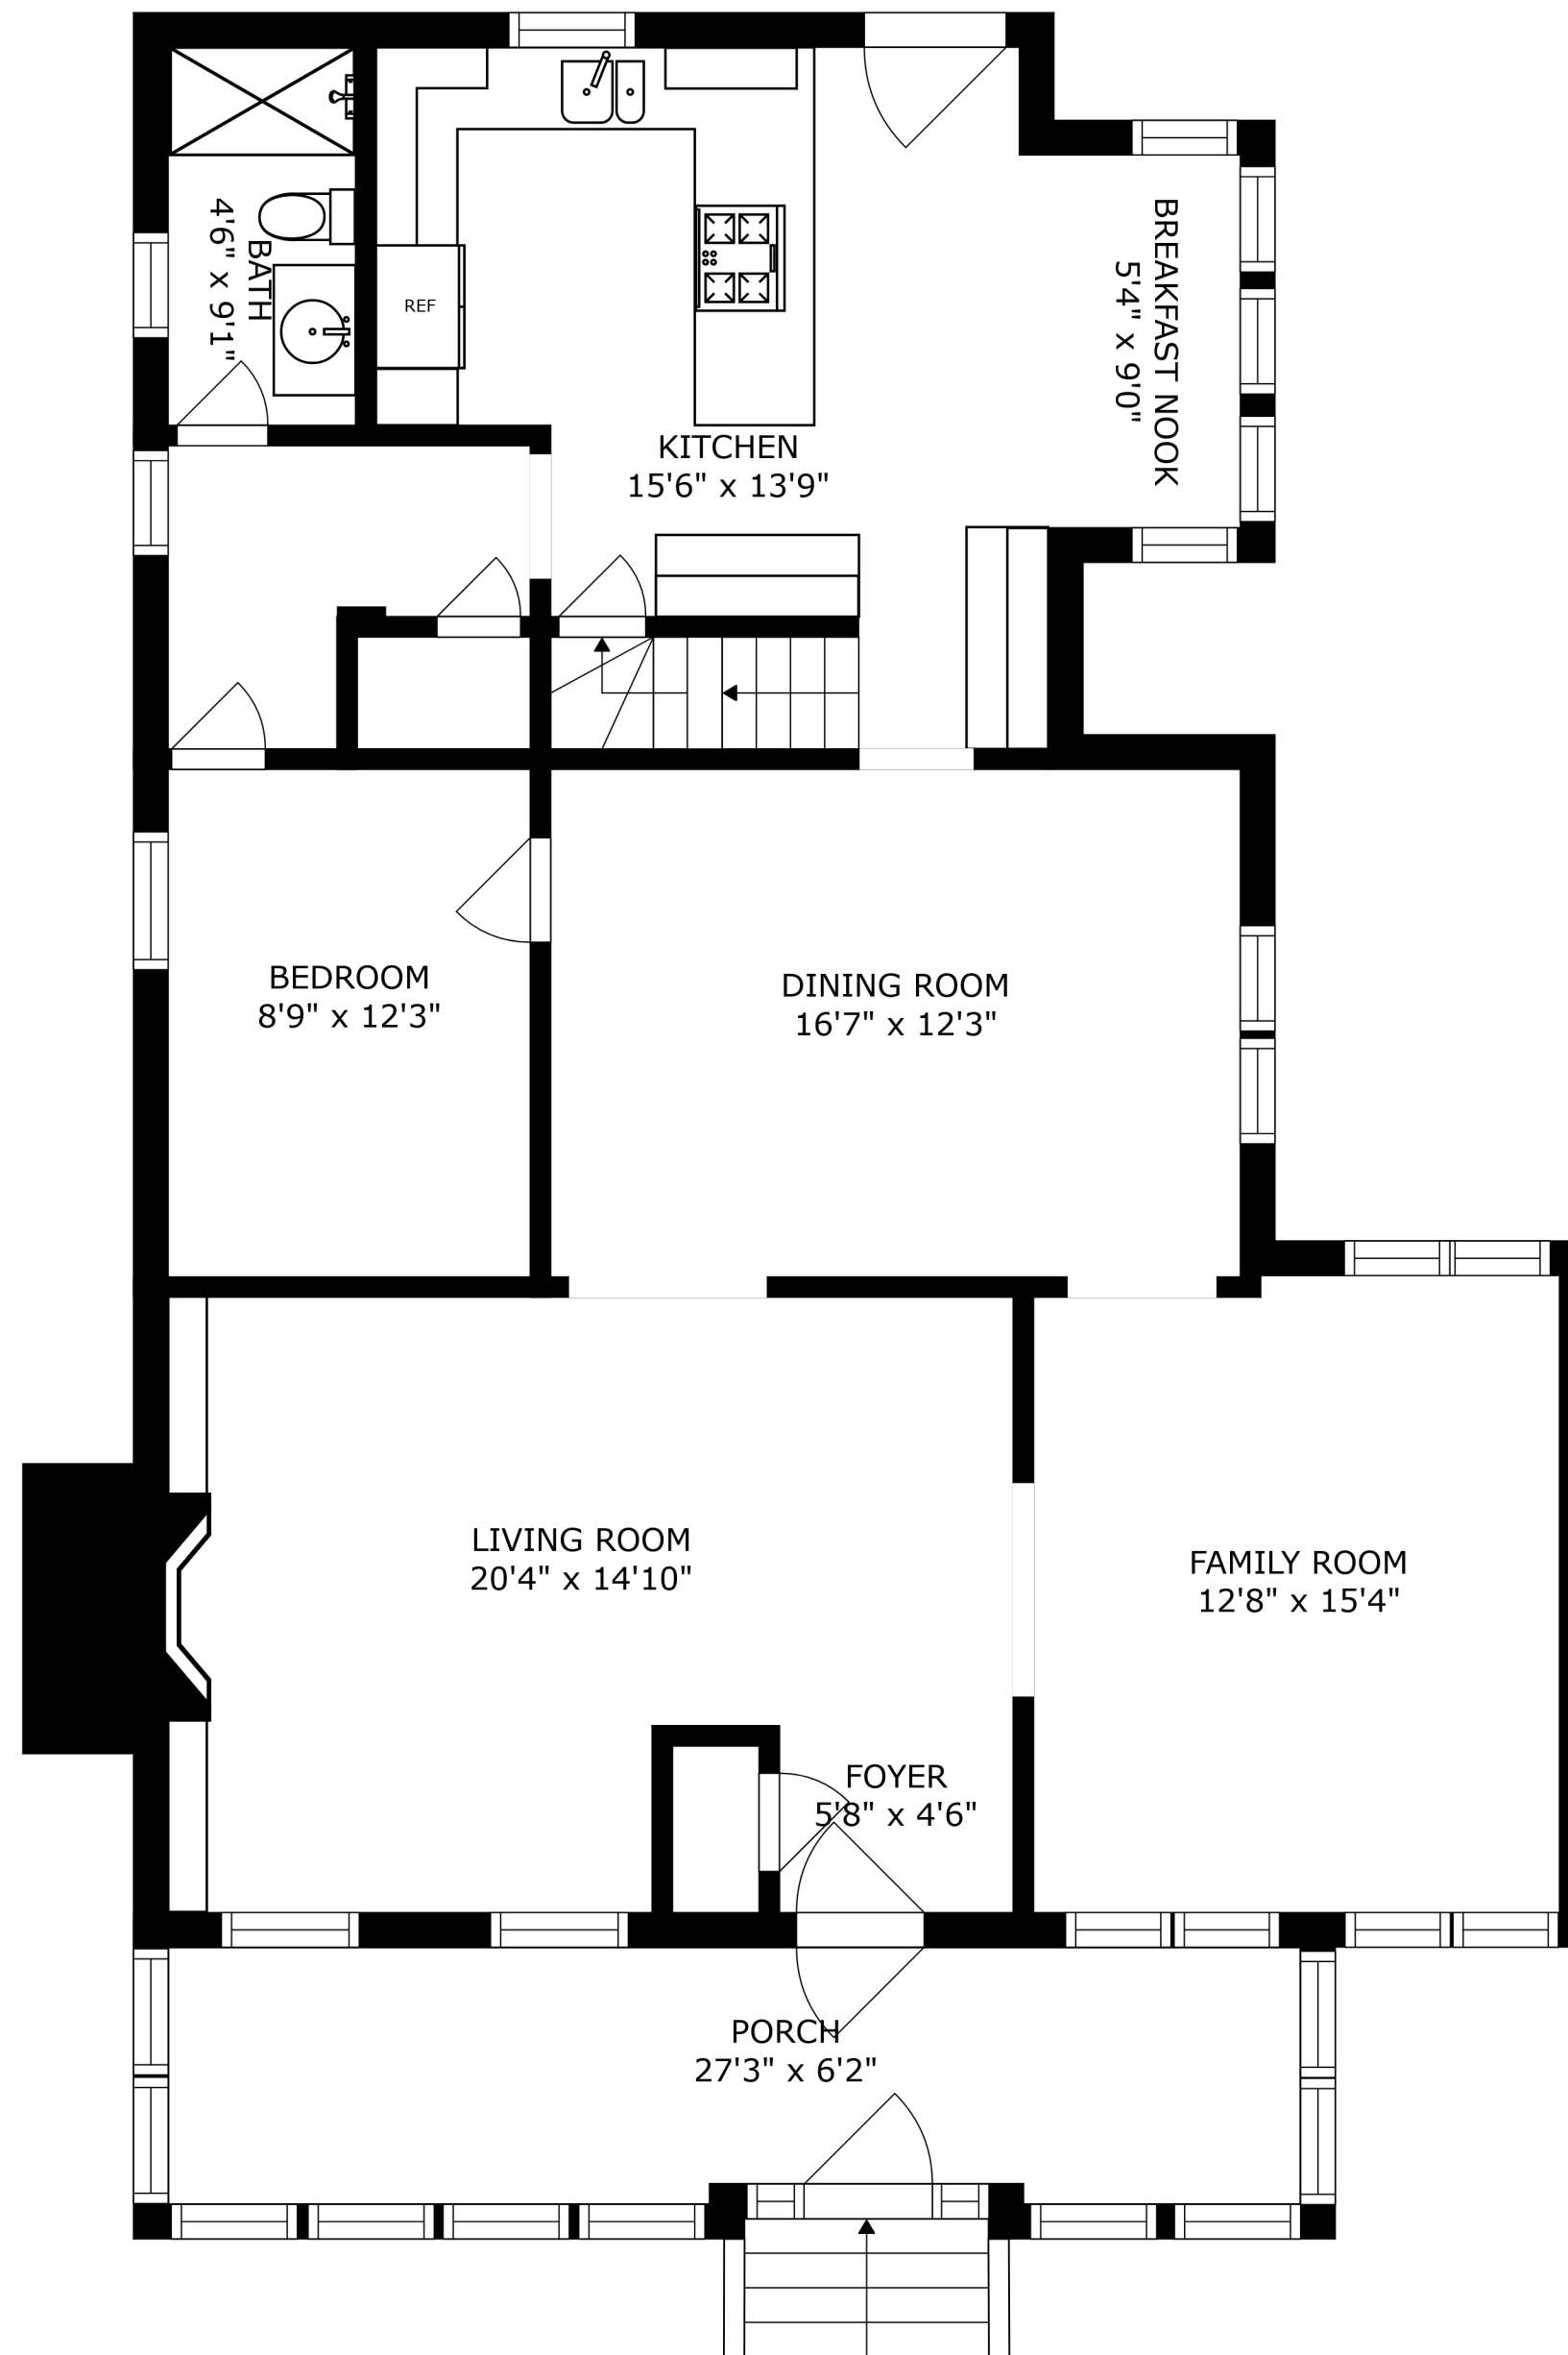 BATH
4'6" x 9'1"
REF
BREAKFAST NOOK
5'4" x 9'0"
KITCHEN
15'6" x 13'9"
BEDROOM
8'9" x 12'3"
DINING ROOM
16'7" x 12'3"
LIVING ROOM
20'4" x 14'10"
FAMILY ROOM
12'8" x 15'4"
FOYER
5'8" x 4'6"
PORCH
27'3" x 6'2"